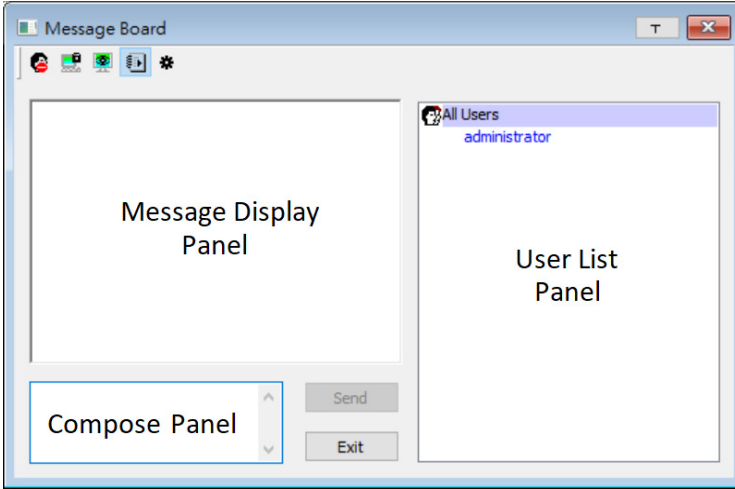 Message Board
T
All Users
administrator
Message Display
Panel
User List
Panel
Compose Panel
Send
Exit